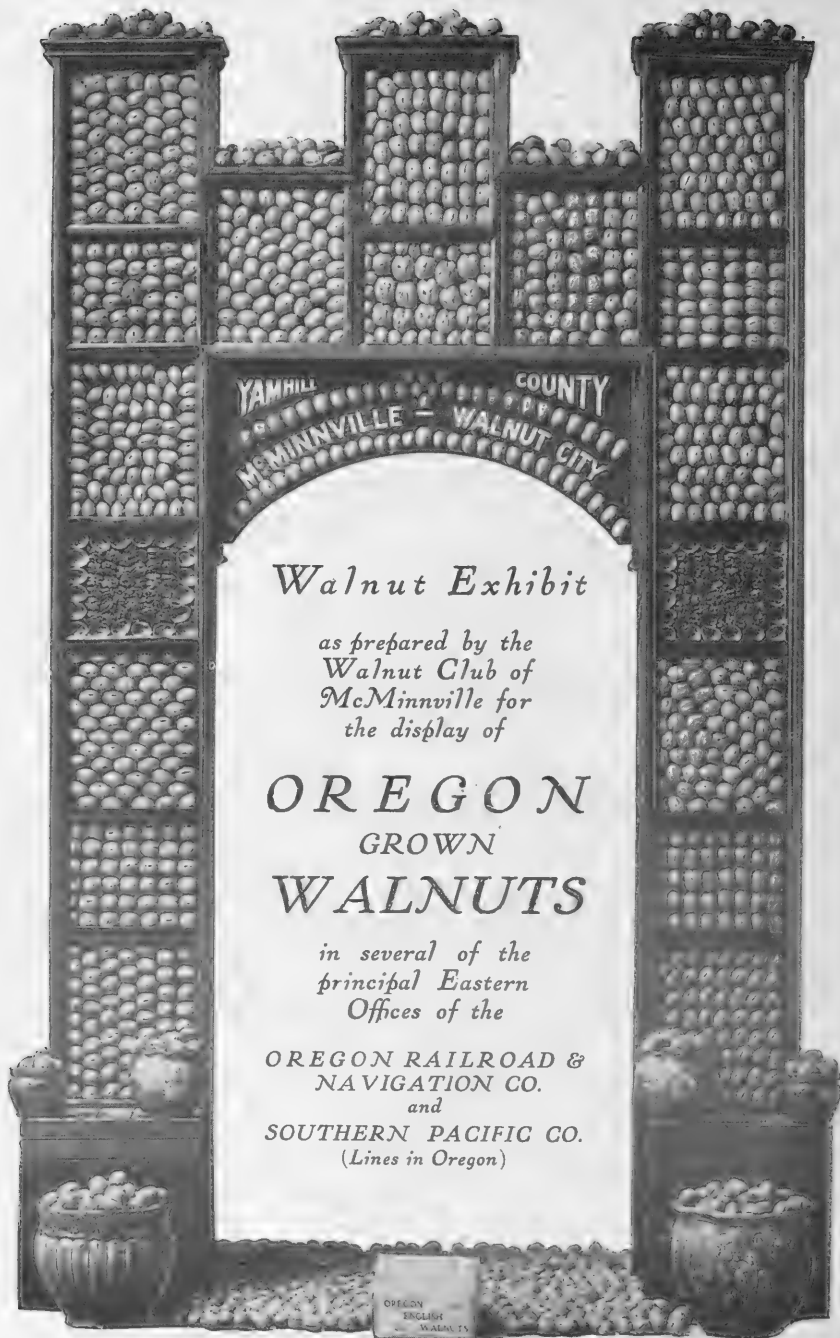 YAMHILL COUNTY
McMINNVILLE – WALNUT CITY
Walnut Exhibit
as prepared by the
Walnut Club of
McMinnville for
the display of
OREGON
GROWN
WALNUTS
in several of the
principal Eastern
Offices of the
OREGON RAILROAD &
NAVIGATION CO.
and
SOUTHERN PACIFIC CO.
(Lines in Oregon)
OREGON
ENGLISH
WALNUTS